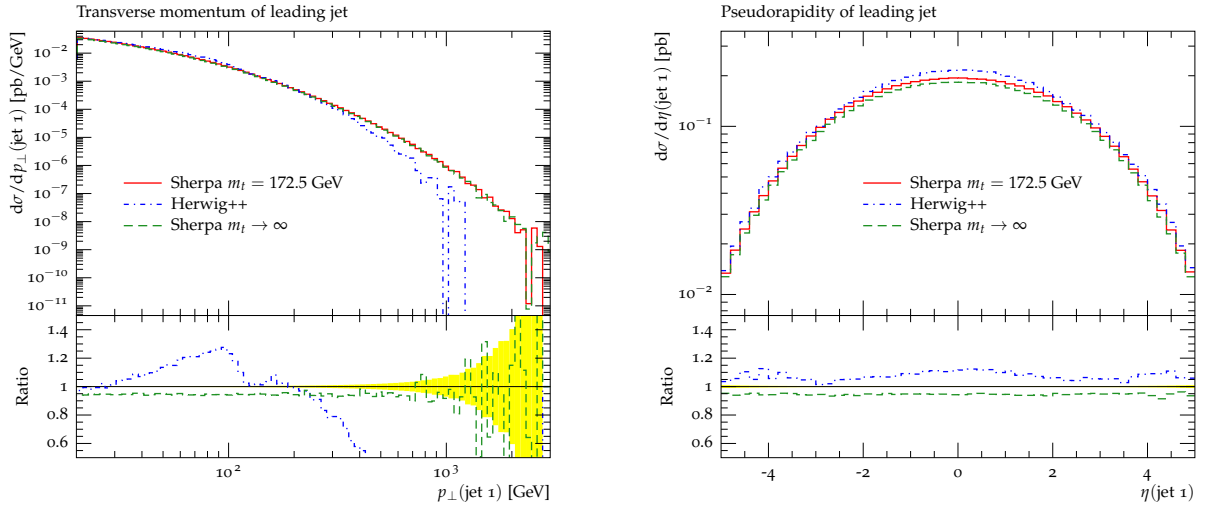 Transverse momentum of leading jet
dσ/dp⊥(jet 1) [pb/GeV]
10⁻²
10⁻³
10⁻⁴
10⁻⁵
10⁻⁶
10⁻⁷
10⁻⁸
10⁻⁹
10⁻¹⁰
10⁻¹¹
Sherpa mₜ = 172.5 GeV
Herwig++
Sherpa mₜ → ∞
Ratio
1.4
1.2
1
0.8
0.6
10²
10³
p⊥(jet 1) [GeV]
Pseudorapidity of leading jet
dσ/dη(jet 1) [pb]
10⁻¹
10⁻²
Sherpa mₜ = 172.5 GeV
Herwig++
Sherpa mₜ → ∞
Ratio
1.4
1.2
1
0.8
0.6
-4
-2
0
2
4
η(jet 1)